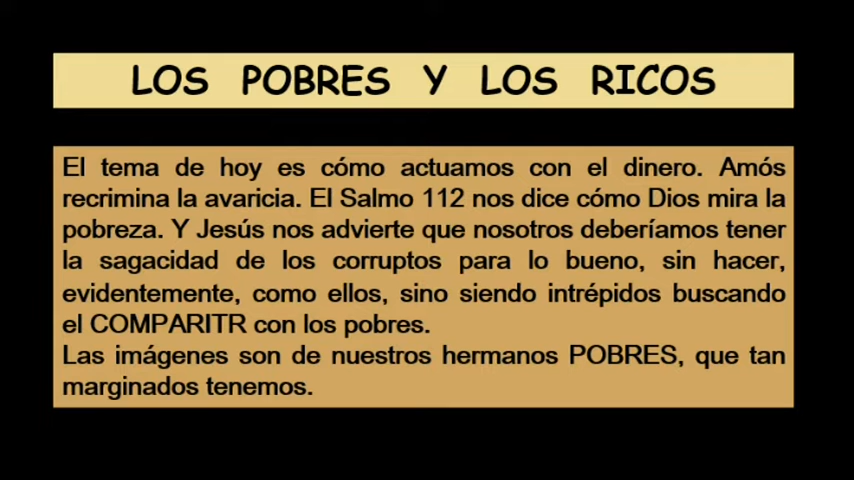 LOS POBRES Y LOS RICOS
El tema de hoy es cómo actuamos con el dinero. Amós
recrimina la avaricia. El Salmo 112 nos dice cómo Dios mira la
pobreza. Y Jesús nos advierte que nosotros deberíamos tener
la sagacidad de los corruptos para lo bueno, sin hacer,
evidentemente, como ellos, sino siendo intrépidos buscando
el COMPARITR con los pobres.
Las imágenes son de nuestros hermanos POBRES, que tan
marginados tenemos.